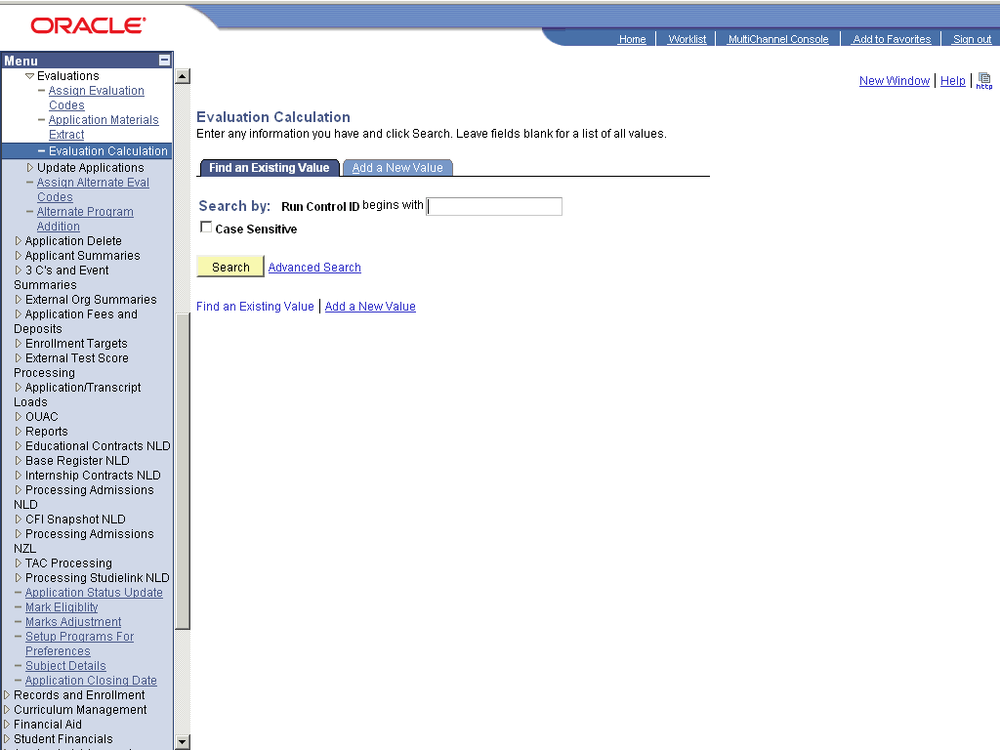 ORACLE
Home
Worklist
MultiChannel Console
Add to Favorites
Sign out
Menu
Evaluations
Assign Evaluation
Codes
Application Materials
Extract
Evaluation Calculation
Update Applications
Assign Alternate Eval
Codes
Alternate Program
Addition
Application Delete
Applicant Summaries
3 C's and Event
Summaries
External Org Summaries
Application Fees and
Deposits
Enrollment Targets
External Test Score
Processing
Application/Transcript
Loads
OUAC
Reports
Educational Contracts NLD
Base Register NLD
Internship Contracts NLD
Processing Admissions
NLD
CFI Snapshot NLD
Processing Admissions
NZL
TAC Processing
Processing Studielink NLD
Application Status Update
Mark Eligiblity
Marks Adjustment
Setup Programs For
Preferences
Subject Details
Application Closing Date
Records and Enrollment
Curriculum Management
Financial Aid
Student Financials
New Window | Help | http
Evaluation Calculation
Enter any information you have and click Search. Leave fields blank for a list of all values.
Find an Existing Value
Add a New Value
Search by: Run Control ID begins with
Case Sensitive
Search
Advanced Search
Find an Existing Value | Add a New Value